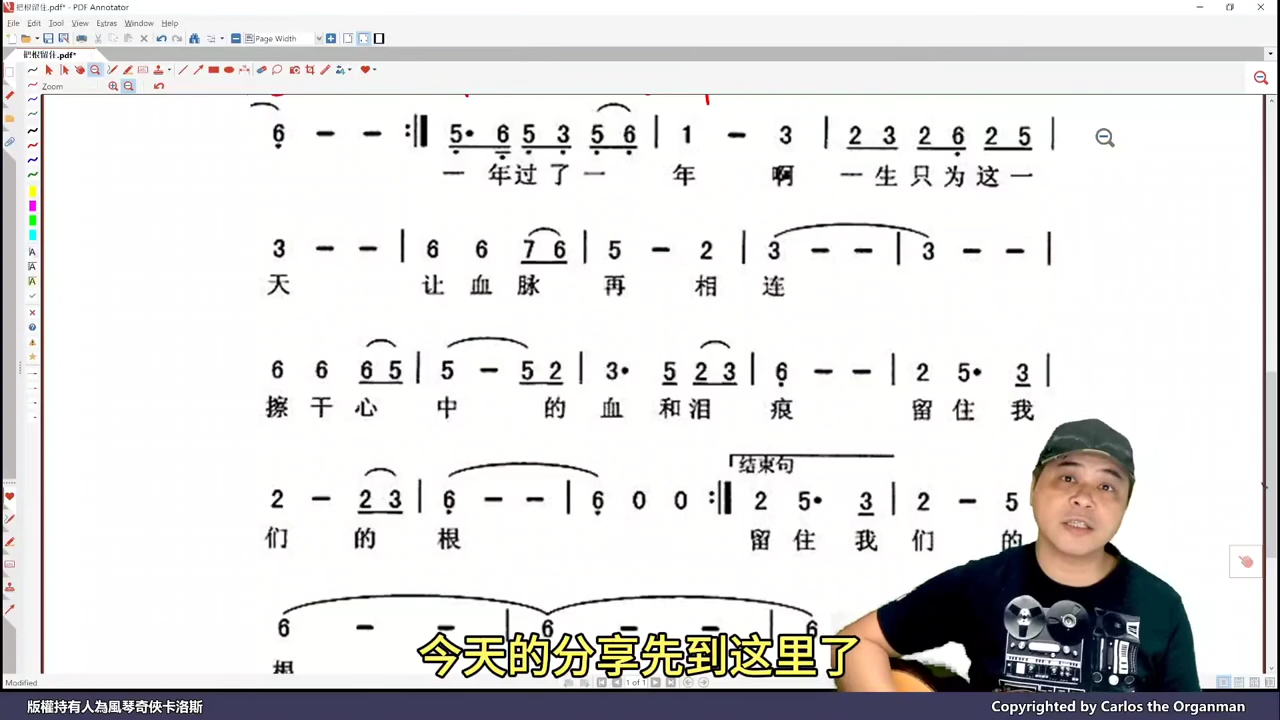 把根留住.pdf* - PDF Annotator
File Edit Tool View Extras Window Help
Page Width
把根留住.pdf*
Zoom
6 – – :| 5· 6 5 3 5 6 | 1 – 3 | 2 3 2 6 2 5 |
一 年过了一 年 啊 一生只为这一
3 – – | 6 6 7 6 | 5 – 2 | 3 – – | 3 – – |
天 让 血 脉 再 相 连
6 6 6 5 | 5 – 5 2 | 3· 5 2 3 | 6 – – | 2 5· 3 |
擦 干 心 中 的 血 和泪 痕 留 住 我
结束句
2 – 2 3 | 6 – – | 6 0 0 :| 2 5· 3 | 2 – 5
们 的 根 留 住 我 们 的
6 – – | 6 – – | 6
根
今天的分享先到这里了
Modified
1 of 1
版權持有人為風琴奇俠卡洛斯
Copyrighted by Carlos the Organman